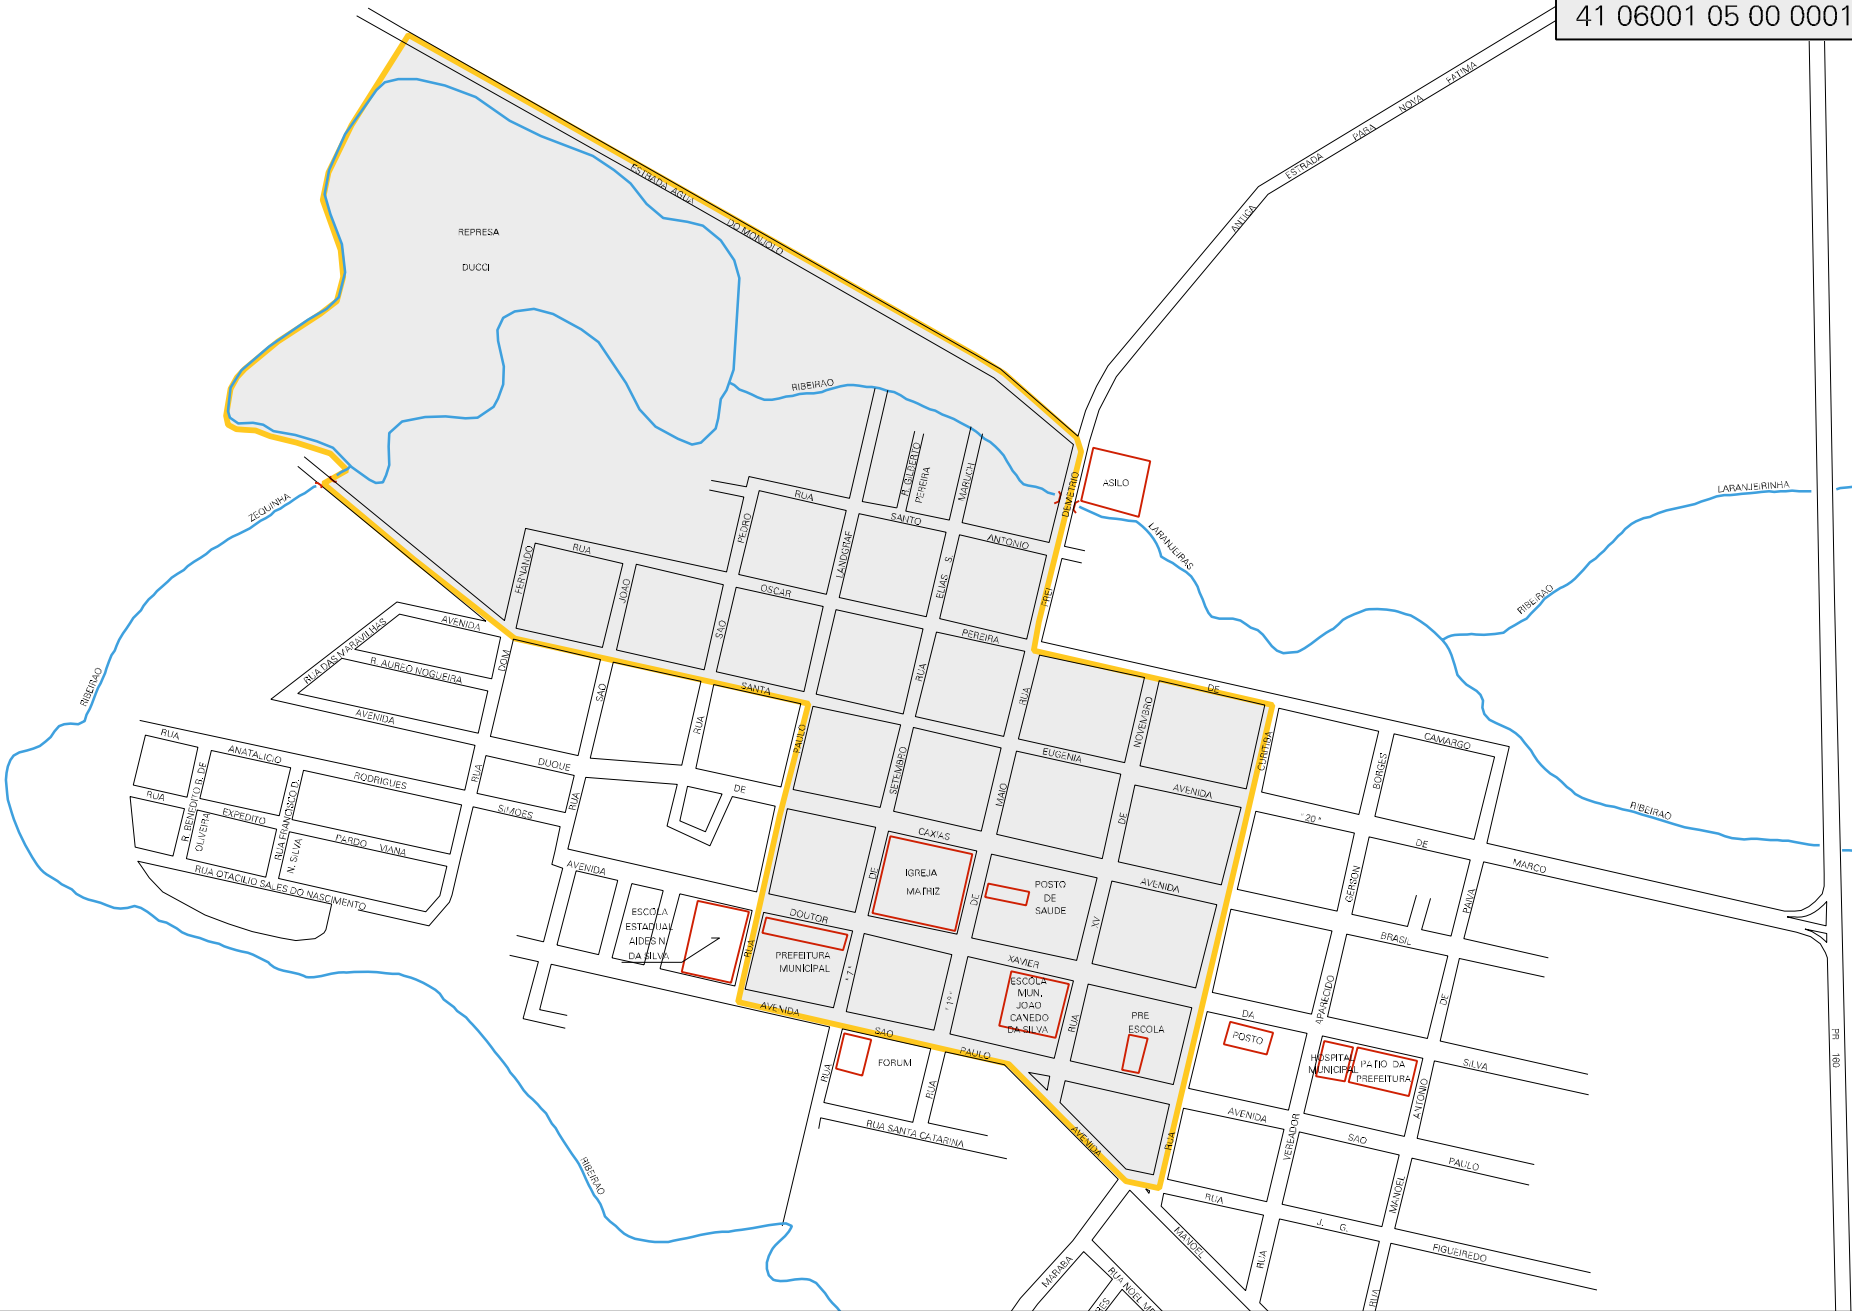 41 06001 05 00 0001
ESTRADA PARA NOVA FATIMA
ANTIGA
ESTRADA AGUA
DO MONJOLO
REPRESA
DUCCI
RIBEIRAO
R. GILBERTO
PEREIRA
MARUCH
DEMETRIO
ASILO
LARANJEIRINHA
RIBEIRAO
LARANJEIRAS
ZEQUINHA
RUA
SANTO
ANTONIO
PEDRO
LANDGRAF
ELIAS S.
FREI
RUA
FERNANDO
JOAO
OSCAR
SAO
PEREIRA
AVENIDA
RUA DAS MARAVILHAS
R. AUREO NOGUEIRA
AVENIDA
DOM
SAO
RUA
SANTA
PAULO
RUA
RUA
DE
NOVEMBRO
CURITIBA
CAMARGO
BORGES
EUGENIA
AVENIDA
SETEMBRO
MAIO
DE
"20"
DE
MARCO
RIBEIRAO
RIBEIRAO
RUA
ANATALICIO
RODRIGUES
RUA
DUQUE
DE
CAXIAS
AVENIDA
RUA
EXPEDITO
PARDO VIANA
SIMOES
RUA
R. BENEDITO B. DE
OLIVEIRA
RUA FRANCISCO D.
N. SILVA
RUA OTACILIO SALES DO NASCIMENTO
AVENIDA
DOUTOR
XAVIER
DE
DE
XV
IGREJA
MATRIZ
POSTO
DE
SAUDE
ESCOLA
ESTADUAL
AIDES N.
DA SILVA
RUA
PREFEITURA
MUNICIPAL
"7"
"1º"
ESCOLA
MUN.
JOAO
CANEDO
DA SILVA
RUA
PRE
ESCOLA
GERSON
PAIVA
BRASIL
APARECIDO
DE
DA
SILVA
POSTO
HOSPITAL
MUNICIPAL
PATIO DA
PREFEITURA
ANTONIO
PR 160
AVENIDA
SAO
PAULO
FORUM
RUA
RUA
RUA SANTA CATARINA
AVENIDA
RUA
AVENIDA
SAO
PAULO
VEREADOR
MANOEL
RUA
J. G.
FIGUEIREDO
RUA
RUA
MANOEL
MARABA
RIBEIRAO